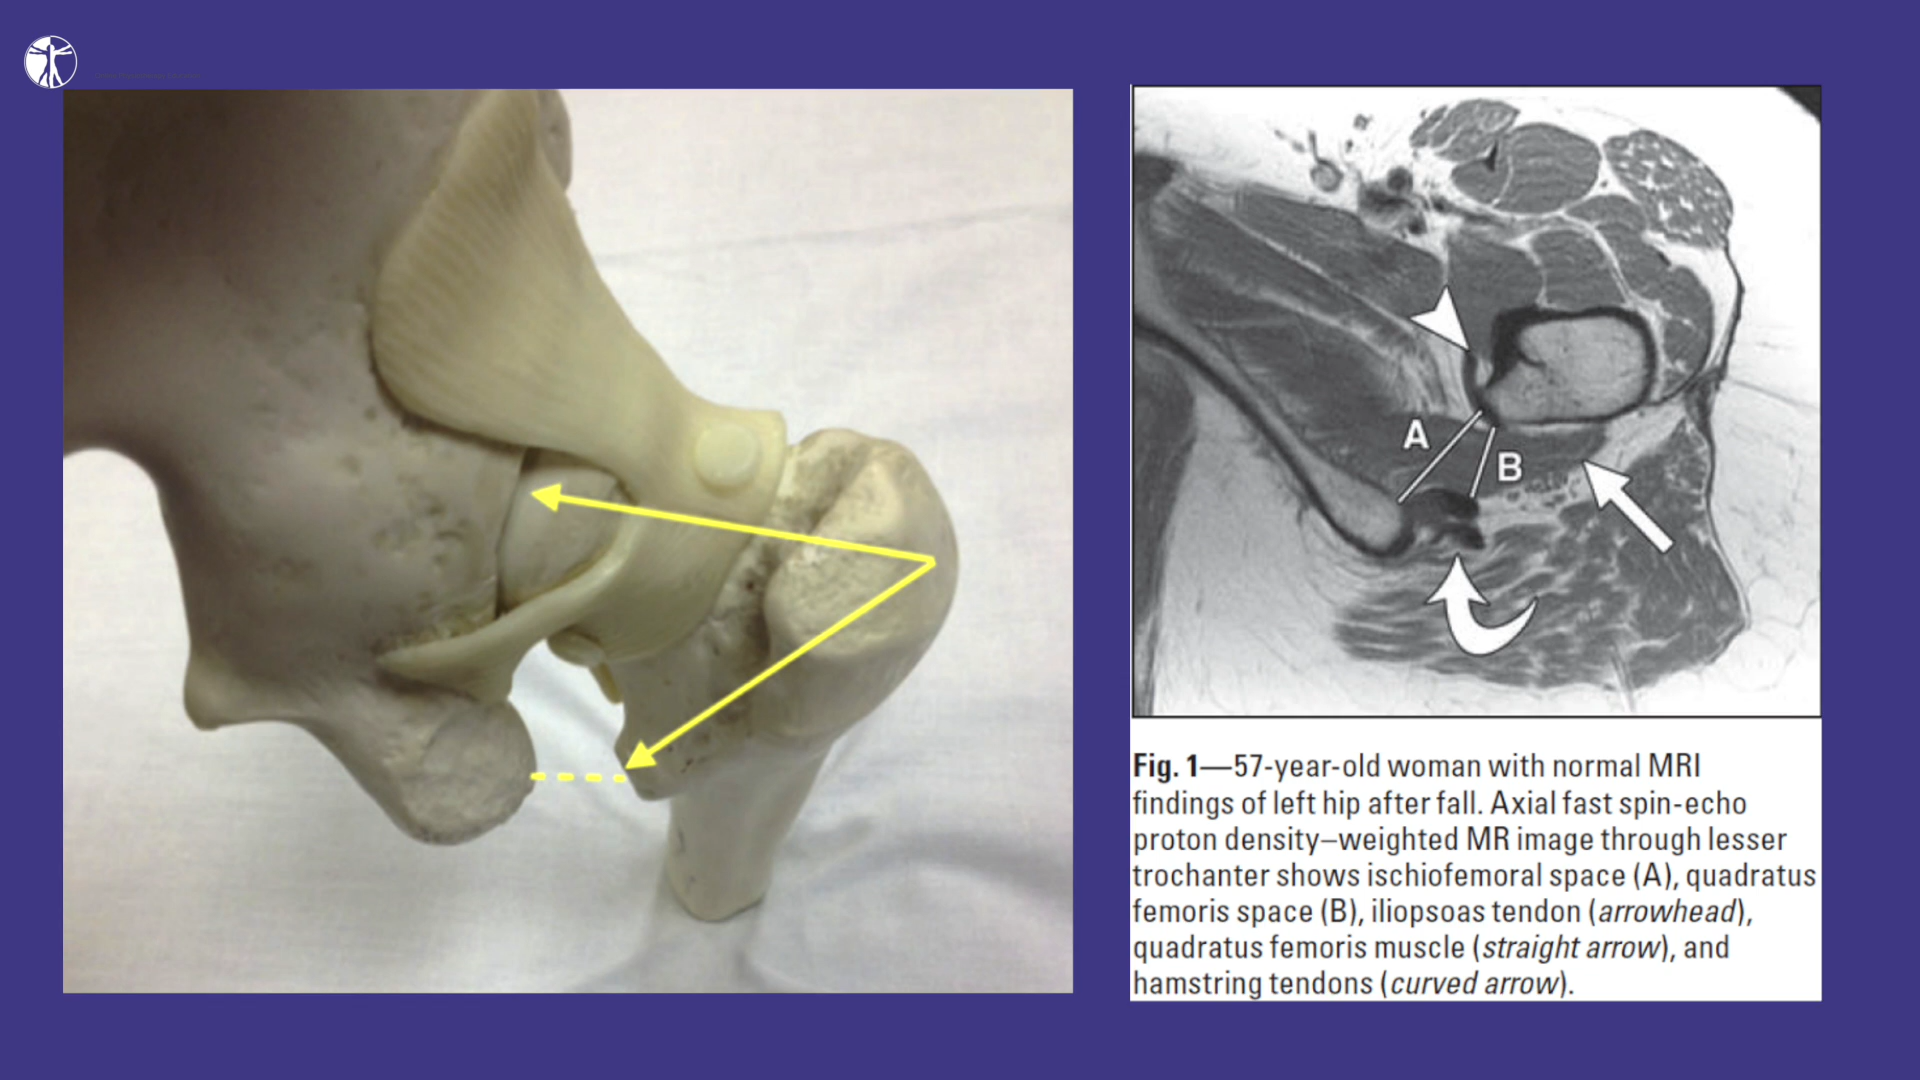 A
B
Fig. 1—57-year-old woman with normal MRI
findings of left hip after fall. Axial fast spin-echo
proton density–weighted MR image through lesser
trochanter shows ischiofemoral space (A), quadratus
femoris space (B), iliopsoas tendon (arrowhead),
quadratus femoris muscle (straight arrow), and
hamstring tendons (curved arrow).